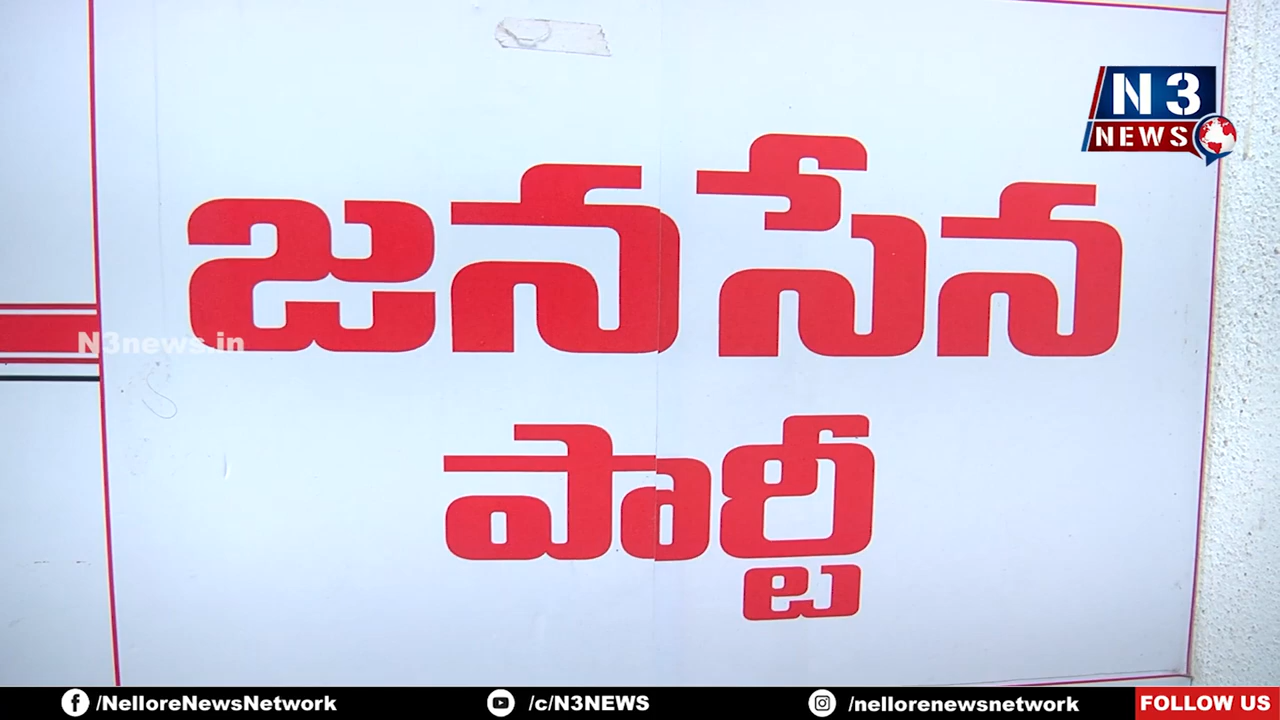 N3
NEWS
జనసేన
N3news.in
పార్టీ
/NelloreNewsNetwork
/c/N3NEWS
/nellorenewsnetwork
FOLLOW US